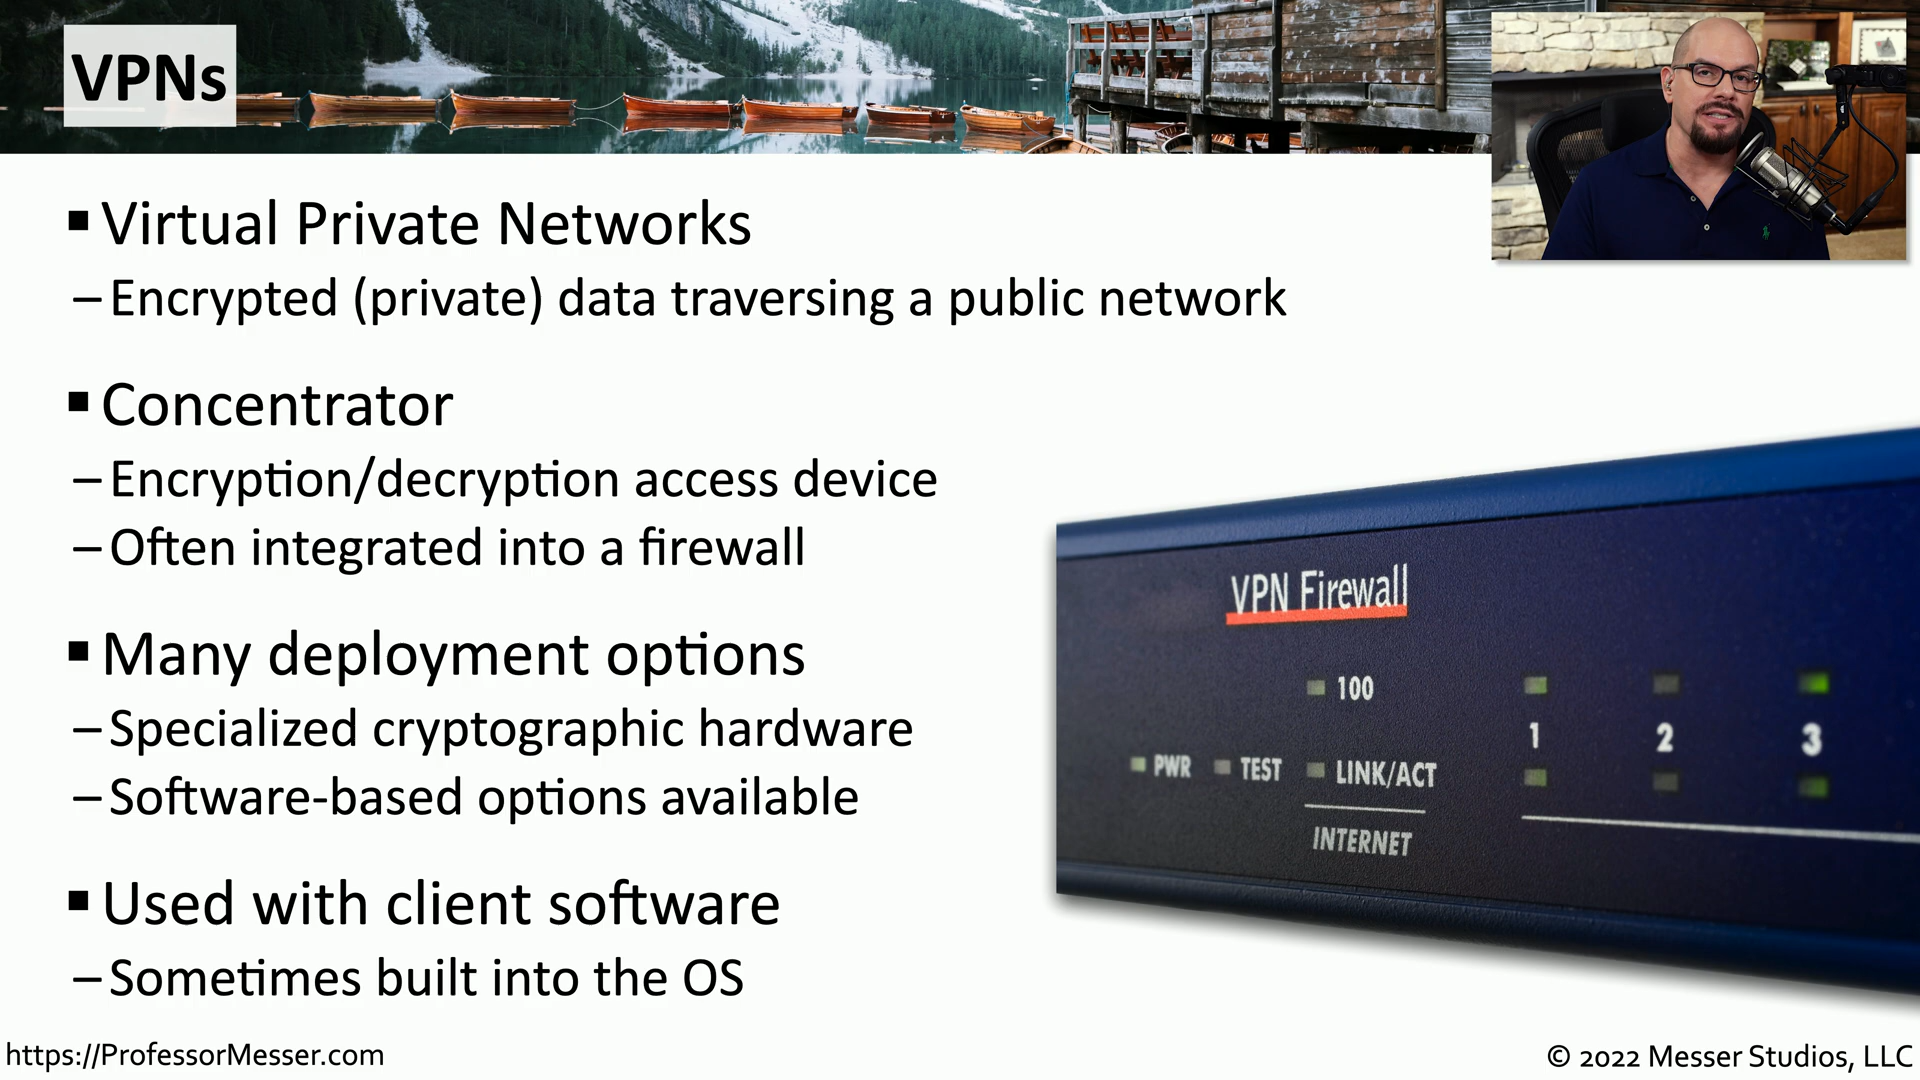 VPNs
▪ Virtual Private Networks
– Encrypted (private) data traversing a public network
▪ Concentrator
– Encryption/decryption access device
– Often integrated into a firewall
▪ Many deployment options
– Specialized cryptographic hardware
– Software-based options available
▪ Used with client software
– Sometimes built into the OS
VPN Firewall
100
1 2 3
PWR TEST LINK/ACT
INTERNET
https://ProfessorMesser.com
© 2022 Messer Studios, LLC